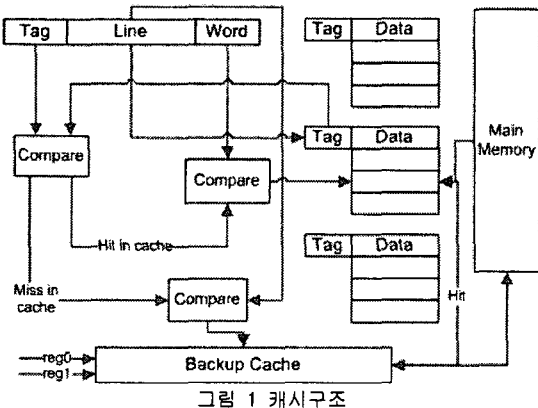 Tag Line Word
Tag Data
Tag Data
Main
Memory
Compare
Compare
Hit in cache
Tag Data
Miss in
cache
Compare
Hit
reg0
reg1
Backup Cache
그림 1 캐시구조